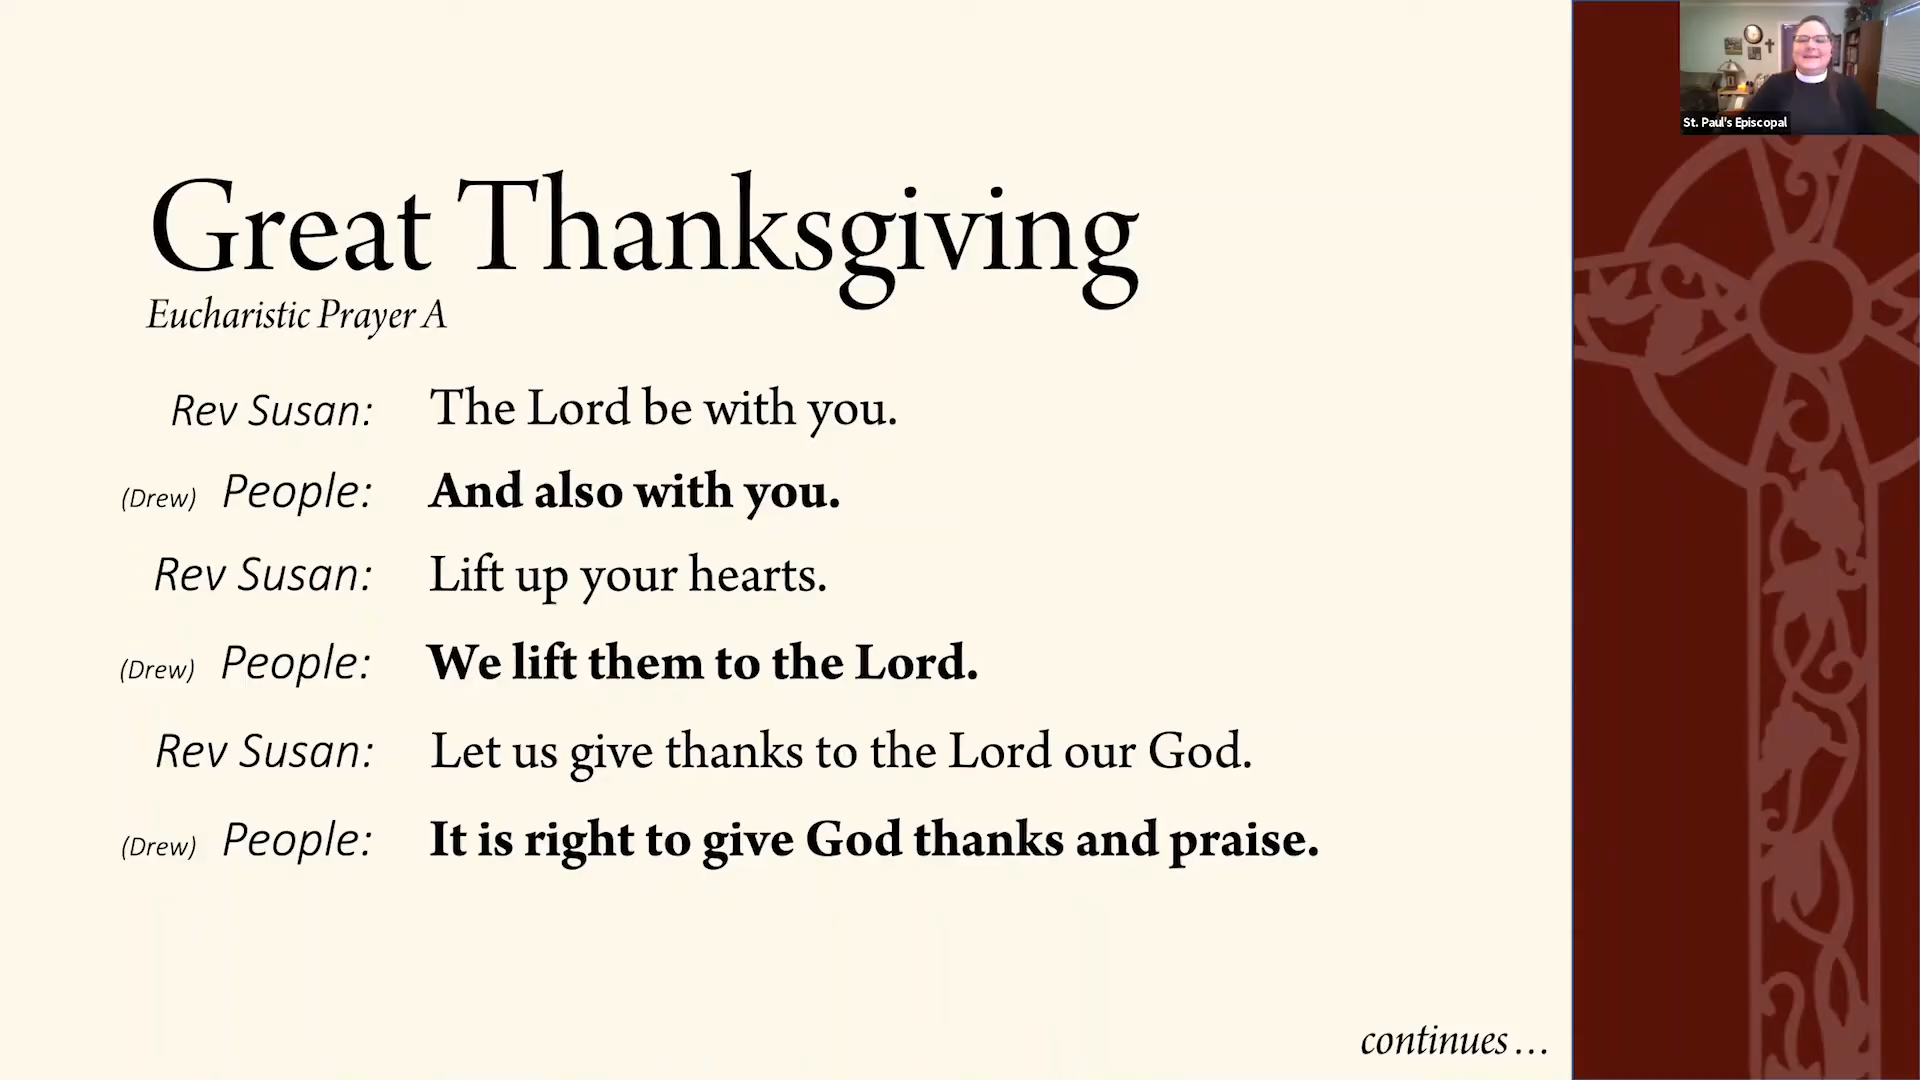 St. Paul's Episcopal
Great Thanksgiving
Eucharistic Prayer A
Rev Susan: The Lord be with you.
(Drew) People: And also with you.
Rev Susan: Lift up your hearts.
(Drew) People: We lift them to the Lord.
Rev Susan: Let us give thanks to the Lord our God.
(Drew) People: It is right to give God thanks and praise.
continues . . .